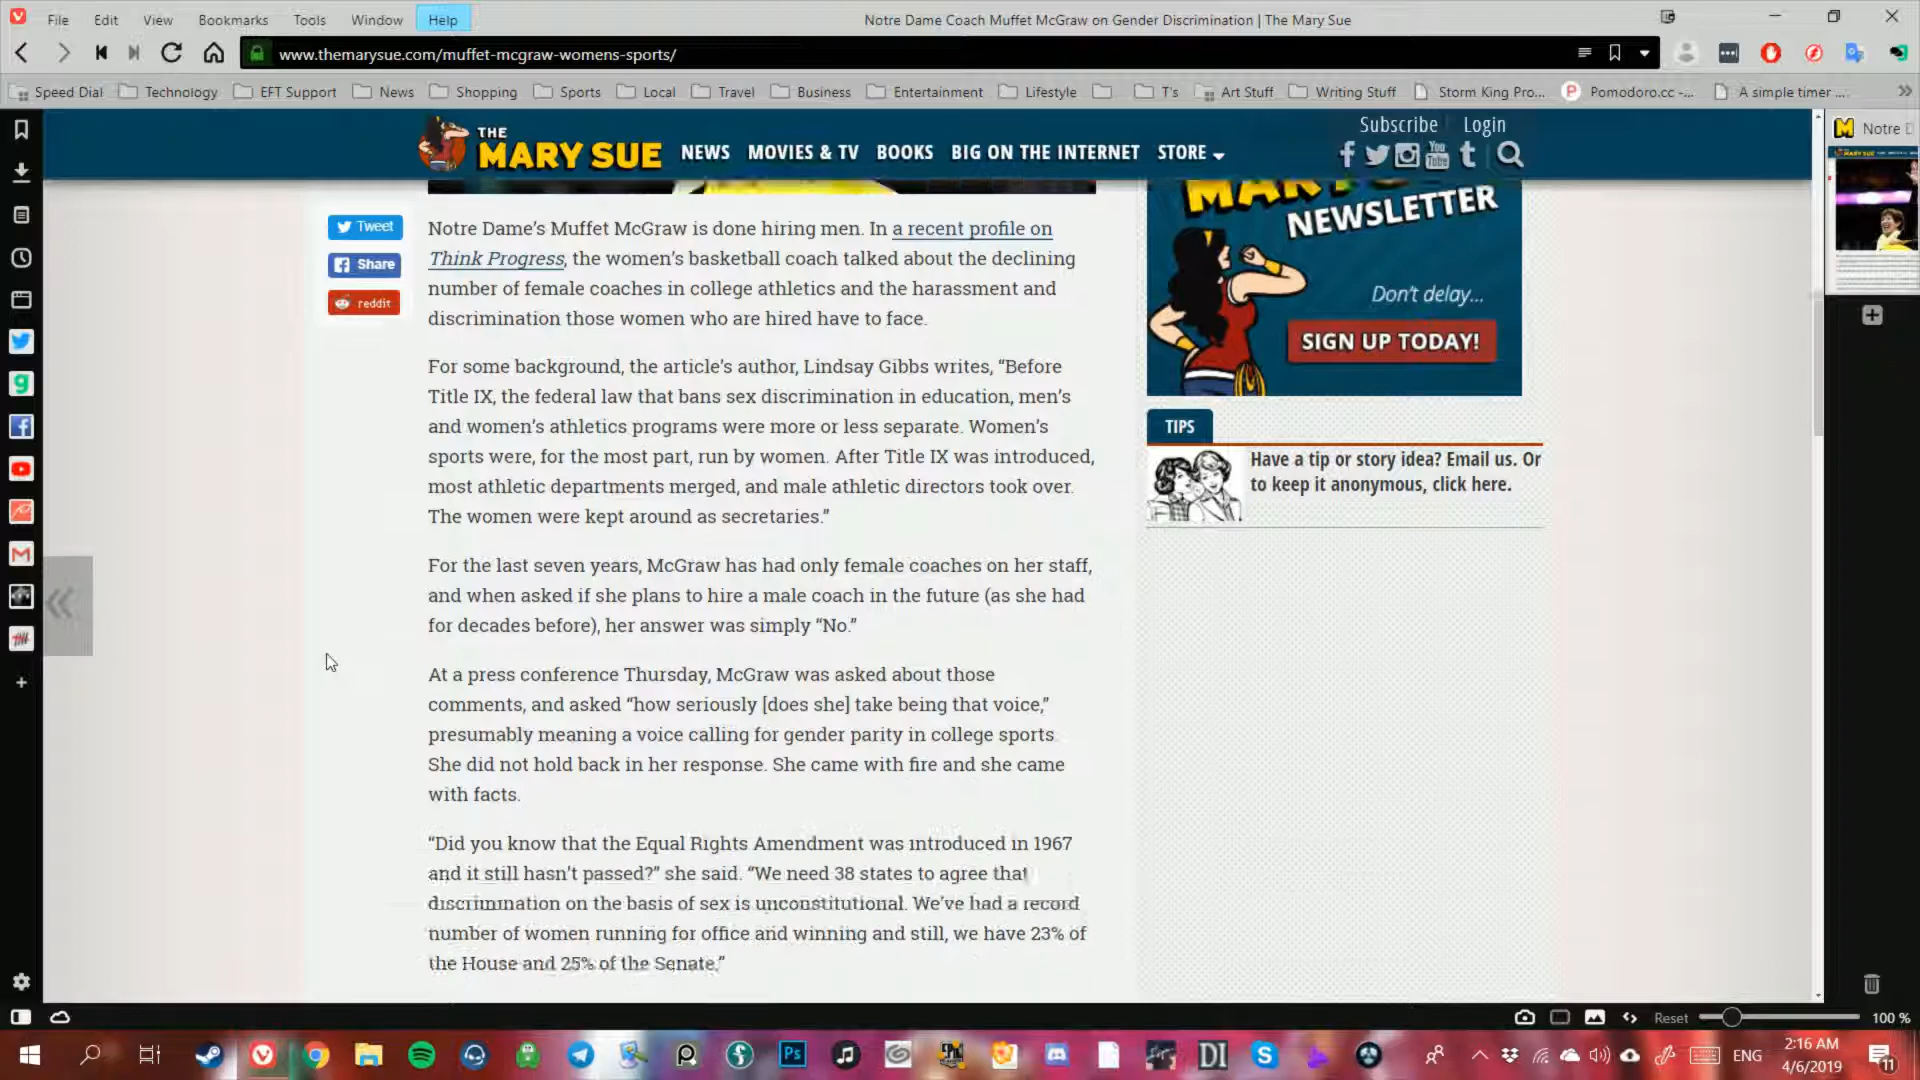 File Edit View Bookmarks Tools Window Help
Notre Dame Coach Muffet McGraw on Gender Discrimination | The Mary Sue
www.themarysue.com/muffet-mcgraw-womens-sports/
Speed Dial Technology EFT Support News Shopping Sports Local Travel Business Entertainment Lifestyle T's Art Stuff Writing Stuff Storm King Pro... Pomodoro.cc -... A simple timer ...
Subscribe Login
THE
MARY SUE NEWS MOVIES & TV BOOKS BIG ON THE INTERNET STORE
You
Tube
Notre D
NEWSLETTER
Don't delay...
SIGN UP TODAY!
TIPS
Have a tip or story idea? Email us. Or
to keep it anonymous, click here.
Tweet
Share
reddit
Notre Dame’s Muffet McGraw is done hiring men. In a recent profile on
Think Progress, the women’s basketball coach talked about the declining
number of female coaches in college athletics and the harassment and
discrimination those women who are hired have to face.
For some background, the article’s author, Lindsay Gibbs writes, “Before
Title IX, the federal law that bans sex discrimination in education, men’s
and women’s athletics programs were more or less separate. Women’s
sports were, for the most part, run by women. After Title IX was introduced,
most athletic departments merged, and male athletic directors took over.
The women were kept around as secretaries.”
For the last seven years, McGraw has had only female coaches on her staff,
and when asked if she plans to hire a male coach in the future (as she had
for decades before), her answer was simply “No.”
At a press conference Thursday, McGraw was asked about those
comments, and asked “how seriously [does she] take being that voice,”
presumably meaning a voice calling for gender parity in college sports.
She did not hold back in her response. She came with fire and she came
with facts.
“Did you know that the Equal Rights Amendment was introduced in 1967
and it still hasn’t passed?” she said. “We need 38 states to agree that
discrimination on the basis of sex is unconstitutional. We’ve had a record
number of women running for office and winning and still, we have 23% of
the House and 25% of the Senate.”
Reset 100 %
Ps DI ENG 2:16 AM
4/6/2019
11